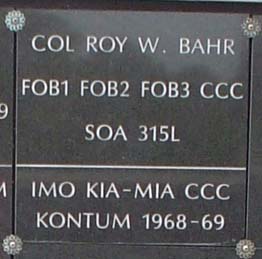 COL ROY W. BAHR
FOB1 FOB2 FOB3 CCC
SOA 315L
IMO KIA-MIA CCC
KONTUM 1968-69